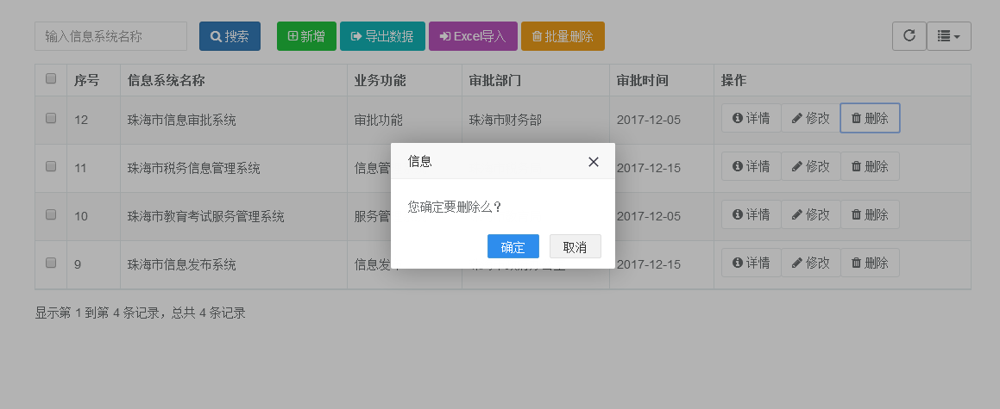 输入信息系统名称 搜索 新增 导出数据 Excel导入 批量删除
序号 信息系统名称 业务功能 审批部门 审批时间 操作
12 珠海市信息审批系统 审批功能 珠海市财务部 2017-12-05 详情 修改 删除
11 珠海市税务信息管理系统 信息管 2017-12-15 详情 修改 删除
10 珠海市教育考试服务管理系统 服务管 2017-12-05 详情 修改 删除
9 珠海市信息发布系统 信息发 2017-12-15 详情 修改 删除
显示第 1 到第 4 条记录，总共 4 条记录
信息
您确定要删除么？
确定 取消